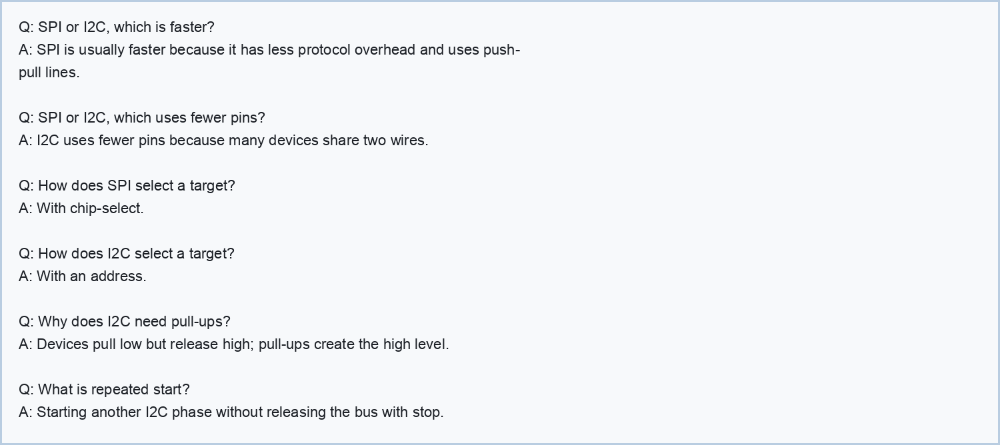 Q: SPI or I2C, which is faster?
A: SPI is usually faster because it has less protocol overhead and uses push-
pull lines.
Q: SPI or I2C, which uses fewer pins?
A: I2C uses fewer pins because many devices share two wires.
Q: How does SPI select a target?
A: With chip-select.
Q: How does I2C select a target?
A: With an address.
Q: Why does I2C need pull-ups?
A: Devices pull low but release high; pull-ups create the high level.
Q: What is repeated start?
A: Starting another I2C phase without releasing the bus with stop.